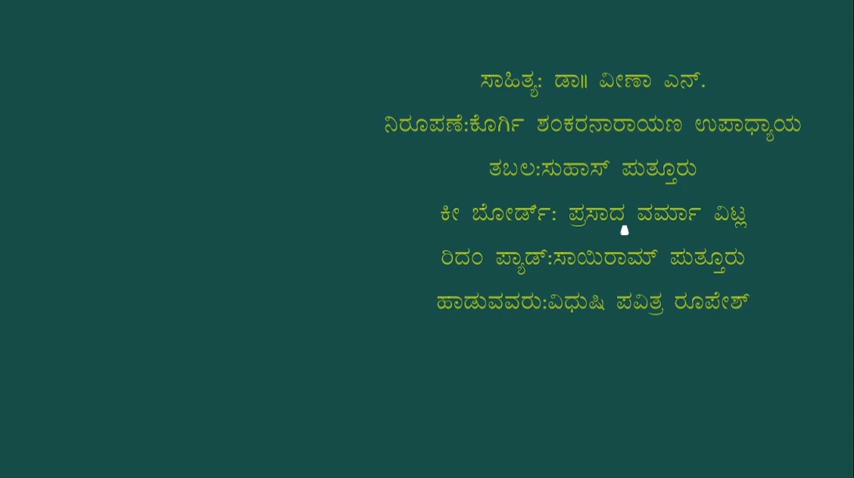 ಸಾಹಿತ್ಯ: ಡಾ॥ ವೀಣಾ ಎನ್.
ನಿರೂಪಣೆ:ಕೊರ್ಗಿ ಶಂಕರನಾರಾಯಣ ಉಪಾಧ್ಯಾಯ
ತಬಲ:ಸುಹಾಸ್ ಪುತ್ತೂರು
ಕೀ ಬೋರ್ಡ್: ಪ್ರಸಾದ ವರ್ಮಾ ವಿಟ್ಲ
ರಿದಂ ಪ್ಯಾಡ್:ಸಾಯಿರಾಮ್ ಪುತ್ತೂರು
ಹಾಡುವವರು:ವಿಧುಷಿ ಪವಿತ್ರ ರೂಪೇಶ್